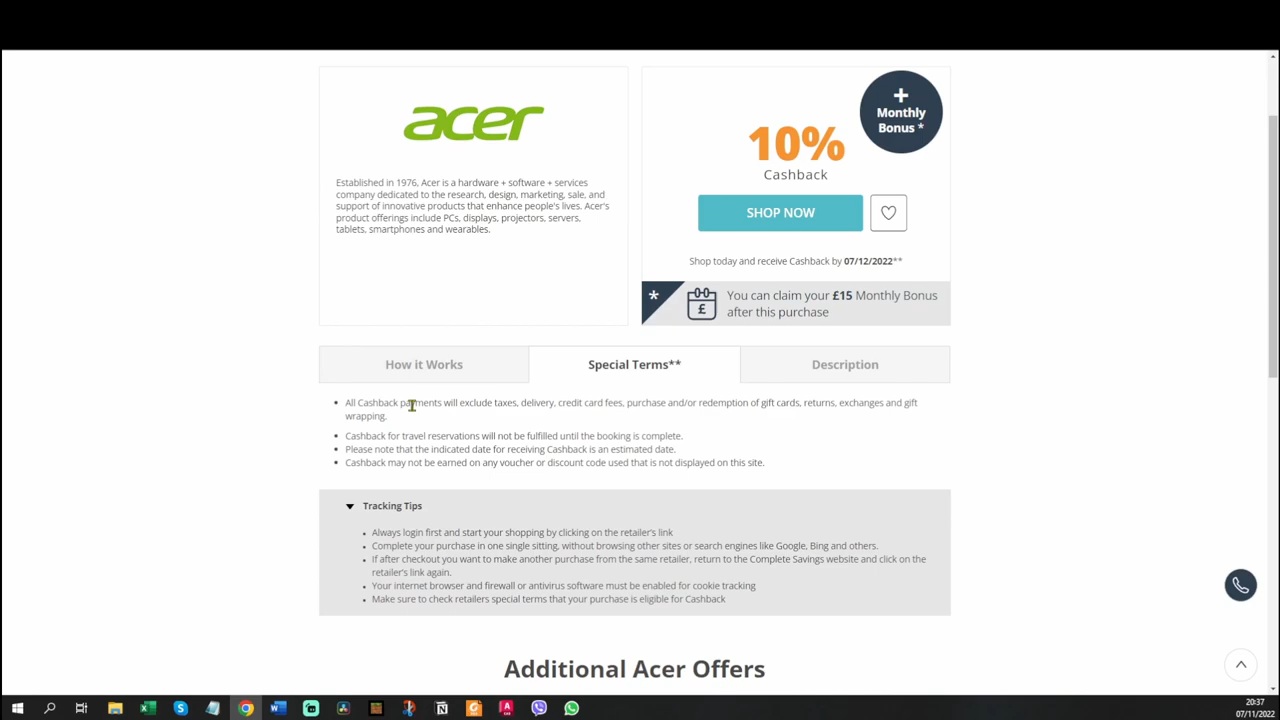 acer
Established in 1976, Acer is a hardware + software + services
company dedicated to the research, design, marketing, sale, and
support of innovative products that enhance people's lives. Acer's
product offerings include PCs, displays, projectors, servers,
tablets, smartphones and wearables.
+
Monthly
Bonus *
10%
Cashback
SHOP NOW
Shop today and receive Cashback by 07/12/2022**
* £ You can claim your £15 Monthly Bonus
after this purchase
How it Works Special Terms** Description
• All Cashback payments will exclude taxes, delivery, credit card fees, purchase and/or redemption of gift cards, returns, exchanges and gift
wrapping.
• Cashback for travel reservations will not be fulfilled until the booking is complete.
• Please note that the indicated date for receiving Cashback is an estimated date.
• Cashback may not be earned on any voucher or discount code used that is not displayed on this site.
Tracking Tips
• Always login first and start your shopping by clicking on the retailer's link
• Complete your purchase in one single sitting, without browsing other sites or search engines like Google, Bing and others.
• If after checkout you want to make another purchase from the same retailer, return to the Complete Savings website and click on the
retailer's link again.
• Your internet browser and firewall or antivirus software must be enabled for cookie tracking
• Make sure to check retailers special terms that your purchase is eligible for Cashback
Additional Acer Offers
20:37
07/11/2022